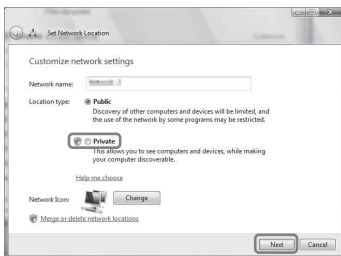 Set Network Location
Customize network settings
Network name:
Location type: Public
Discovery of other computers and devices will be limited, and
the use of the network by some programs may be restricted.
Private
This allows you to see computers and devices, while making
your computer discoverable.
Help me choose
Network Icon: Change
Merge or delete network locations
Next Cancel